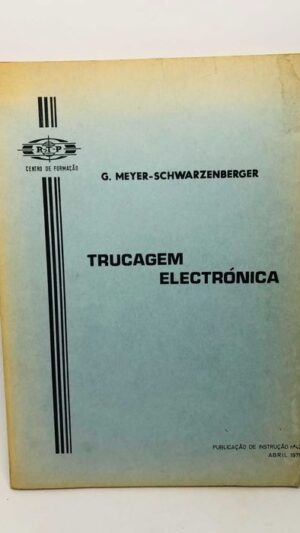 RTP
CENTRO DE FORMAÇÃO
G. MEYER-SCHWARZENBERGER
TRUCAGEM
ELECTRÓNICA
PUBLICAÇÃO DE INSTRUÇÃO
ABRIL